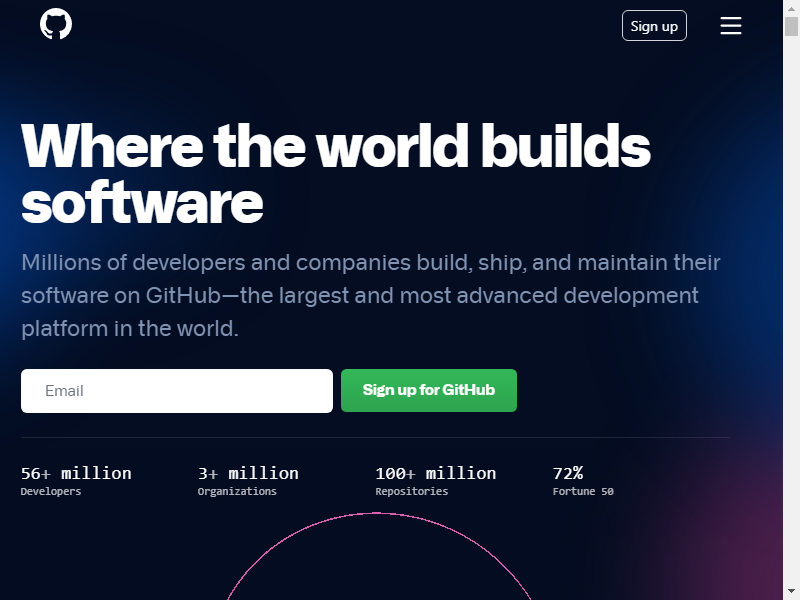 Sign up
Where the world builds
software
Millions of developers and companies build, ship, and maintain their
software on GitHub—the largest and most advanced development
platform in the world.
Email
Sign up for GitHub
56+ million
Developers
3+ million
Organizations
100+ million
Repositories
72%
Fortune 50